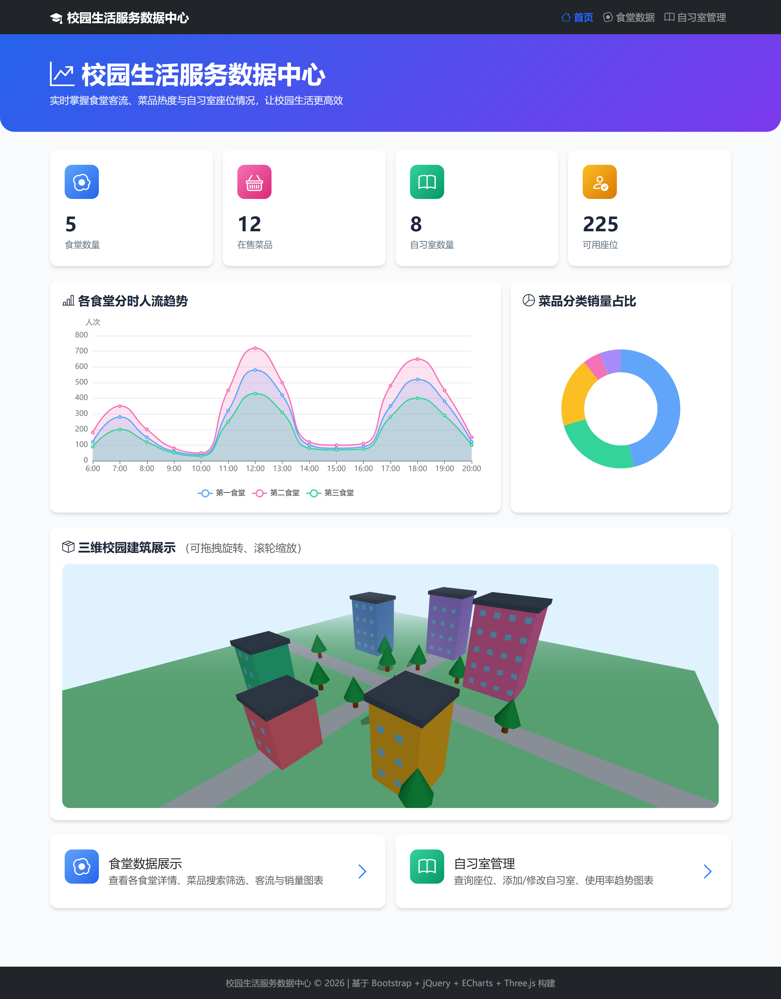 校园生活服务数据中心
首页 食堂数据 自习室管理
校园生活服务数据中心
实时掌握食堂客流、菜品热度与自习室座位情况，让校园生活更高效
5
食堂数量
12
在售菜品
8
自习室数量
225
可用座位
各食堂分时人流趋势
人次
800
700
600
500
400
300
200
100
0
6:00 7:00 8:00 9:00 10:00 11:00 12:00 13:00 14:00 15:00 16:00 17:00 18:00 19:00 20:00
第一食堂 第二食堂 第三食堂
菜品分类销量占比
三维校园建筑展示 （可拖拽旋转、滚轮缩放）
食堂数据展示
查看各食堂详情、菜品搜索筛选、客流与销量图表
自习室管理
查询座位、添加/修改自习室、使用率趋势图表
校园生活服务数据中心 © 2026 | 基于 Bootstrap + jQuery + ECharts + Three.js 构建